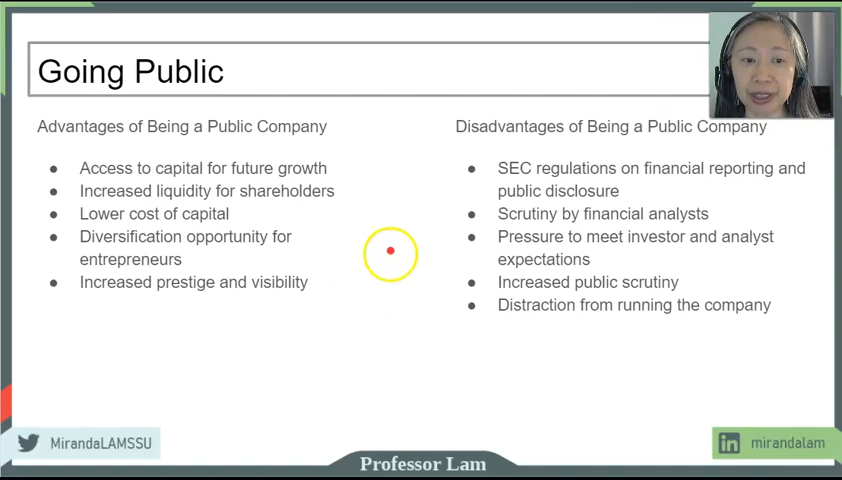 Going Public
Advantages of Being a Public Company
● Access to capital for future growth
● Increased liquidity for shareholders
● Lower cost of capital
● Diversification opportunity for
entrepreneurs
● Increased prestige and visibility
Disadvantages of Being a Public Company
● SEC regulations on financial reporting and
public disclosure
● Scrutiny by financial analysts
● Pressure to meet investor and analyst
expectations
● Increased public scrutiny
● Distraction from running the company
MirandaLAMSSU
Professor Lam
in mirandalam